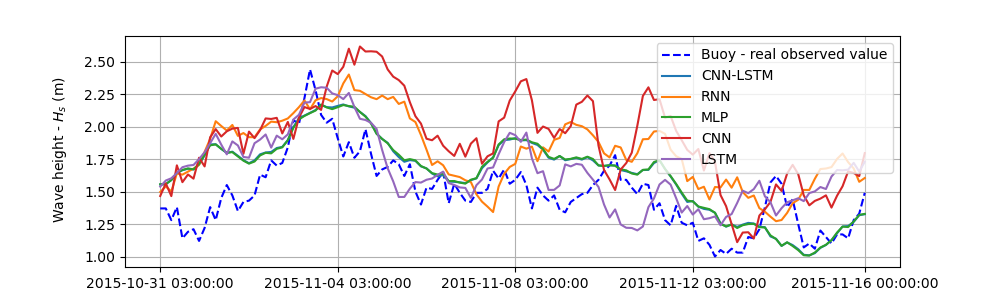 Wave height - Hs (m)
2.50
2.25
2.00
1.75
1.50
1.25
1.00
Buoy - real observed value
CNN-LSTM
RNN
MLP
CNN
LSTM
2015-10-31 03:00:00
2015-11-04 03:00:00
2015-11-08 03:00:00
2015-11-12 03:00:00
2015-11-16 00:00:00